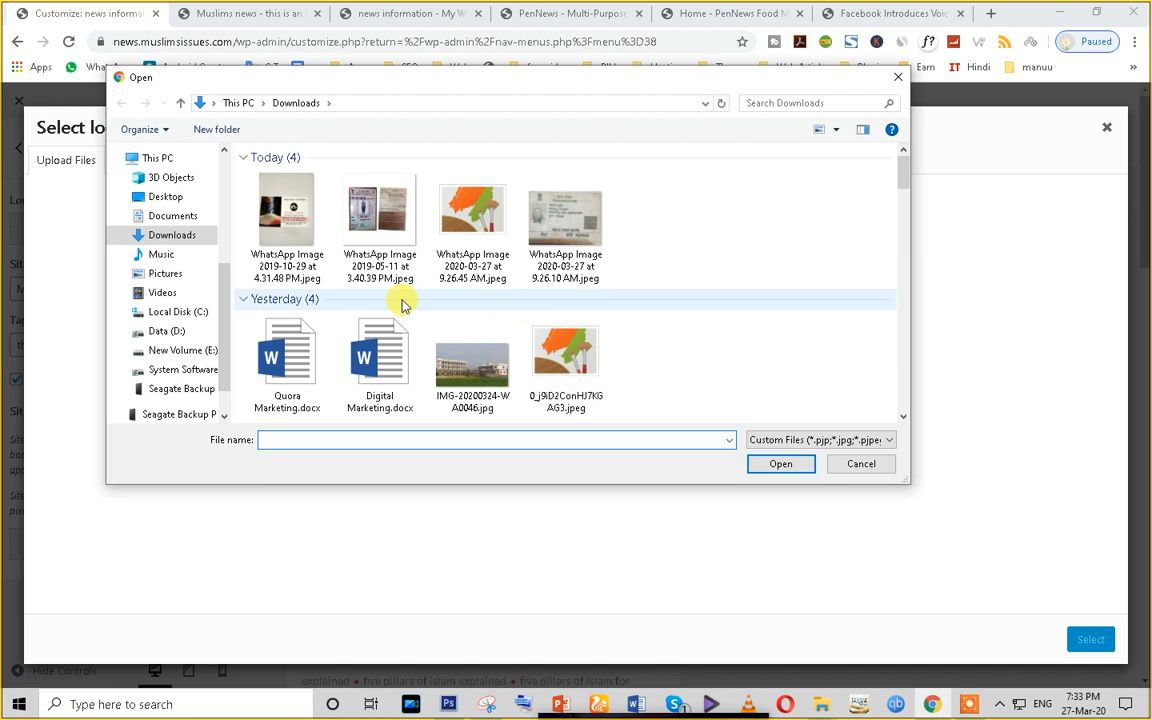 Customize: news informat
Muslims news - this is an i
news information - My W
PenNews - Multi-Purpose
Home - PenNews Food M
Facebook Introduces Voic
news.muslimsissues.com/wp-admin/customize.php?return=%2Fwp-admin%2Fnav-menus.php%3Fmenu%3D38
Paused
Apps
Earn
Hindi
manuu
Open
This PC
Downloads
Search Downloads
Organize
New folder
Select lo
Upload Files
This PC
3D Objects
Desktop
Documents
Downloads
Music
Pictures
Videos
Local Disk (C:)
Data (D:)
New Volume (E:)
System Software
Seagate Backup
Seagate Backup P
Today (4)
WhatsApp Image
2019-10-29 at
4.31.48 PM.jpeg
WhatsApp Image
2019-05-11 at
3.40.39 PM.jpeg
WhatsApp Image
2020-03-27 at
9.26.45 AM.jpeg
WhatsApp Image
2020-03-27 at
9.26.10 AM.jpeg
Yesterday (4)
Quora
Marketing.docx
Digital
Marketing.docx
IMG-20200324-W
A0046.jpg
0_j9iD2ConHJ7KG
AG3.jpeg
File name:
Custom Files (*.pjp;*.jpg;*.pjpe
Open
Cancel
Select
Hide Controls
explained
five pillars of islam explained
five pillars of islam for
Type here to search
ENG
7:33 PM
27-Mar-20